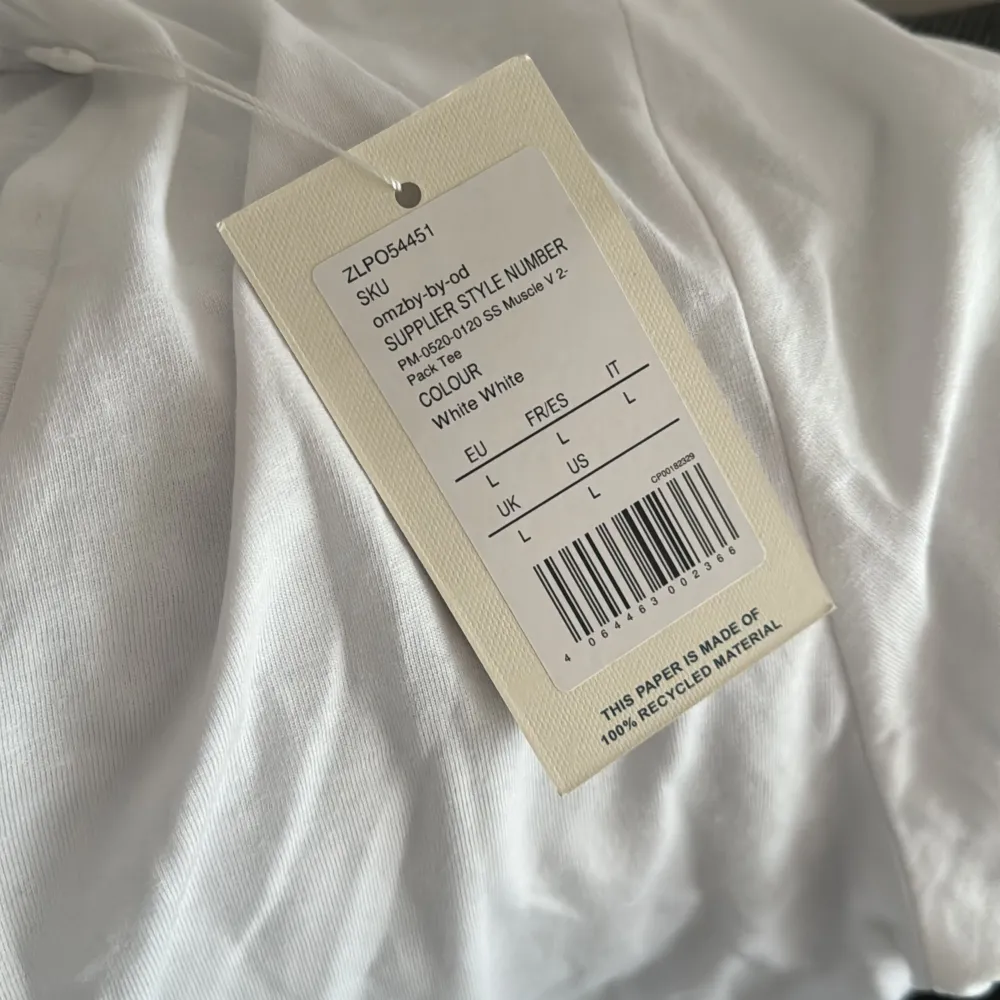 ZLPO54451
SKU
omzby-by-od
SUPPLIER STYLE NUMBER
PM-0520-0120 SS Muscle V 2-
Pack Tee
COLOUR
White White
EU FR/ES IT
L L L
UK US
L L
CP00182329
4 064463 002366
THIS PAPER IS MADE OF
100% RECYCLED MATERIAL